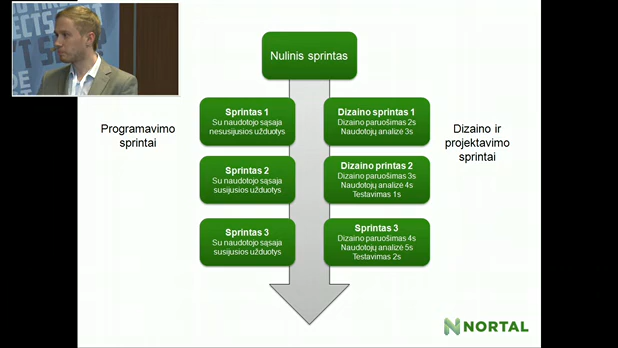 Nulinis sprintas
Programavimo
sprintai
Sprintas 1
Su naudotojo sąsaja
nesusijusios užduotys
Dizaino sprintas 1
Dizaino paruošimas 2s
Naudotojų analizė 3s
Dizaino ir
projektavimo
sprintai
Sprintas 2
Su naudotojo sąsaja
susijusios užduotys
Dizaino printas 2
Dizaino paruošimas 3s
Naudotojų analizė 4s
Testavimas 1s
Sprintas 3
Su naudotojo sąsaja
susijusios užduotys
Sprintas 3
Dizaino paruošimas 4s
Naudotojų analizė 5s
Testavimas 2s
NORTAL